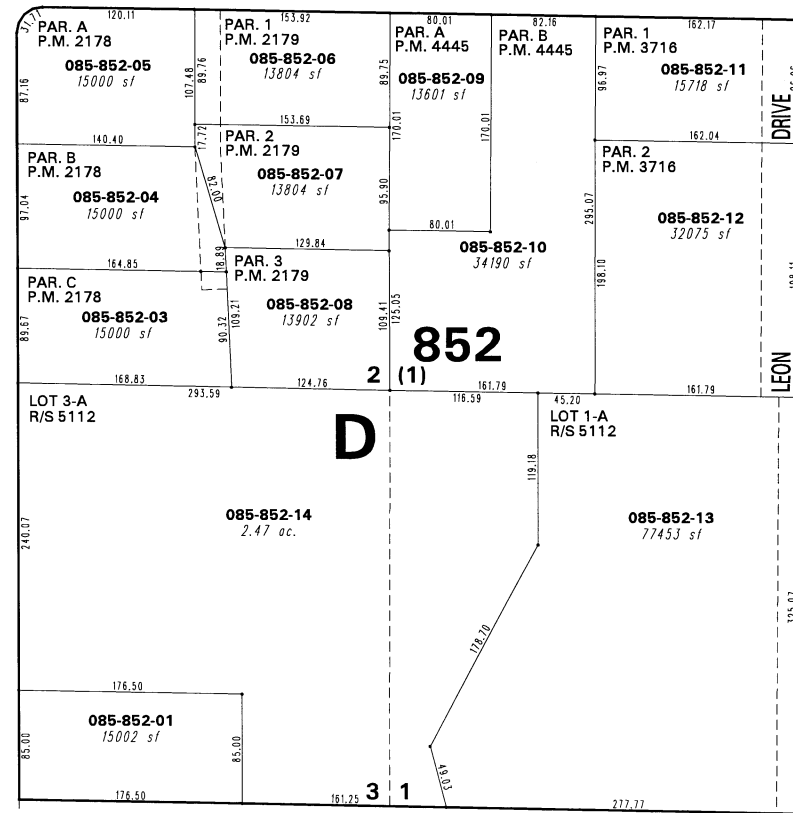 31.71
120.11
153.92
80.01
82.16
162.17
PAR. A
P.M. 2178
085-852-05
15000 sf
87.16
107.48
89.76
PAR. 1
P.M. 2179
085-852-06
13804 sf
89.75
PAR. A
P.M. 4445
085-852-09
13601 sf
170.01
170.01
PAR. B
P.M. 4445
PAR. 1
P.M. 3716
085-852-11
15718 sf
96.97
DRIVE
140.40
17.72
153.69
162.04
PAR. B
P.M. 2178
085-852-04
15000 sf
97.04
82.00
PAR. 2
P.M. 2179
085-852-07
13804 sf
95.90
PAR. 2
P.M. 3716
085-852-12
32075 sf
295.07
198.10
80.01
085-852-10
34190 sf
164.85
18.89
129.84
PAR. C
P.M. 2178
085-852-03
15000 sf
89.67
90.32
109.21
PAR. 3
P.M. 2179
085-852-08
13902 sf
109.41
125.05
852
LEON
168.83
293.59
124.76
2
(1)
161.79
116.59
45.20
161.79
LOT 3-A
R/S 5112
D
LOT 1-A
R/S 5112
119.18
085-852-14
2.47 ac.
085-852-13
77453 sf
240.07
178.70
325.07
176.50
085-852-01
15002 sf
85.00
85.00
49.03
176.50
161.25
3
1
277.77